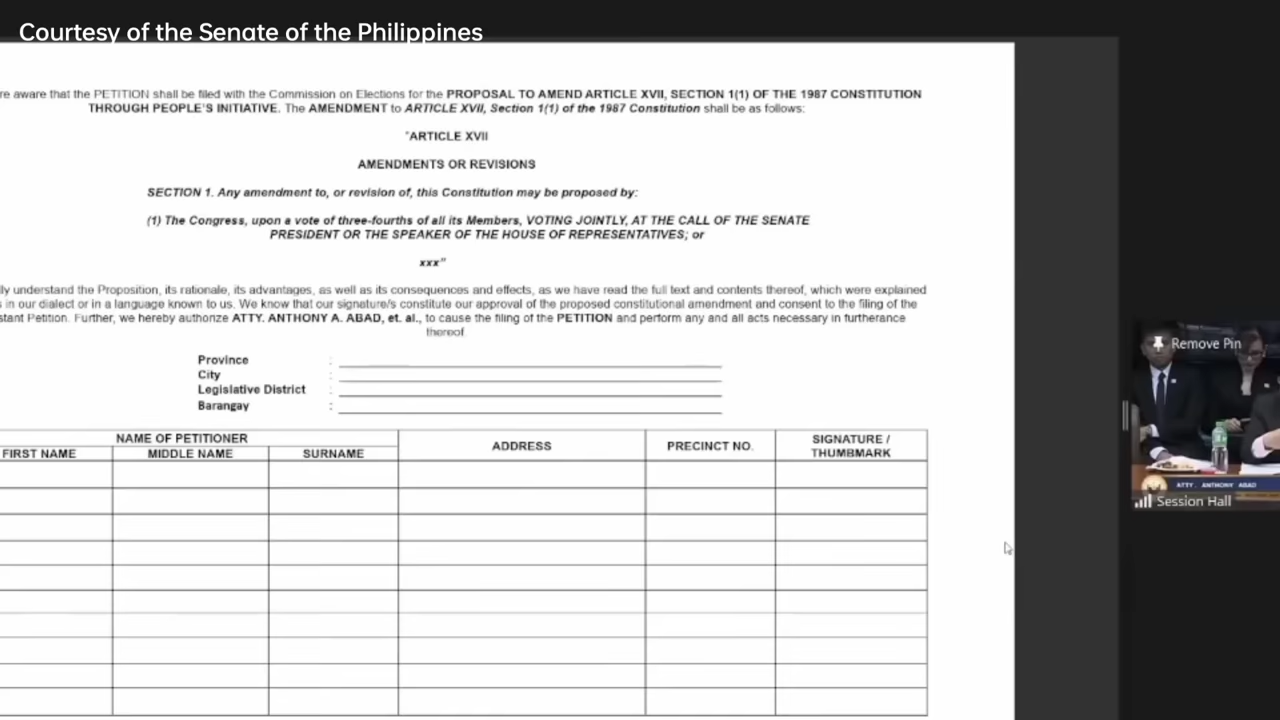 Courtesy of the Senate of the Philippines
re aware that the PETITION shall be filed with the Commission on Elections for the PROPOSAL TO AMEND ARTICLE XVII, SECTION 1(1) OF THE 1987 CONSTITUTION
THROUGH PEOPLE'S INITIATIVE. The AMENDMENT to ARTICLE XVII, Section 1(1) of the 1987 Constitution shall be as follows:
"ARTICLE XVII
AMENDMENTS OR REVISIONS
SECTION 1. Any amendment to, or revision of, this Constitution may be proposed by:
(1) The Congress, upon a vote of three-fourths of all its Members, VOTING JOINTLY, AT THE CALL OF THE SENATE
PRESIDENT OR THE SPEAKER OF THE HOUSE OF REPRESENTATIVES; or
xxx"
lly understand the Proposition, its rationale, its advantages, as well as its consequences and effects, as we have read the full text and contents thereof, which were explained
s in our dialect or in a language known to us. We know that our signature/s constitute our approval of the proposed constitutional amendment and consent to the filing of the
stant Petition. Further, we hereby authorize ATTY. ANTHONY A. ABAD, et. al., to cause the filing of the PETITION and perform any and all acts necessary in furtherance
thereof.
Province :
City :
Legislative District :
Barangay :
NAME OF PETITIONER
FIRST NAME MIDDLE NAME SURNAME ADDRESS PRECINCT NO. SIGNATURE /
THUMBMARK
Remove Pin
ATTY. ANTHONY ABAD
Session Hall